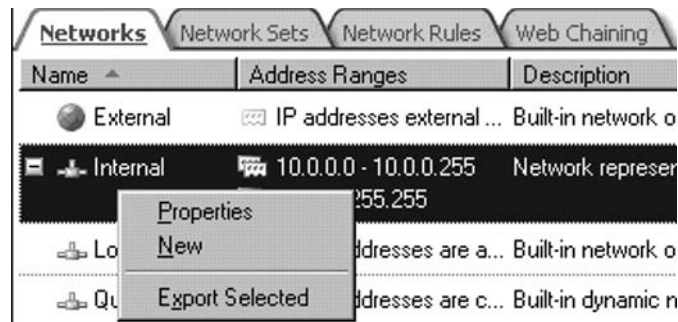 Networks Network Sets Network Rules Web Chaining
Name Address Ranges Description
External IP addresses external ... Built-in network o
Internal 10.0.0.0 - 10.0.0.255 Network represer
Properties 255.255
New
Lo ddresses are a... Built-in network o
Export Selected
Qu ddresses are c... Built-in dynamic n